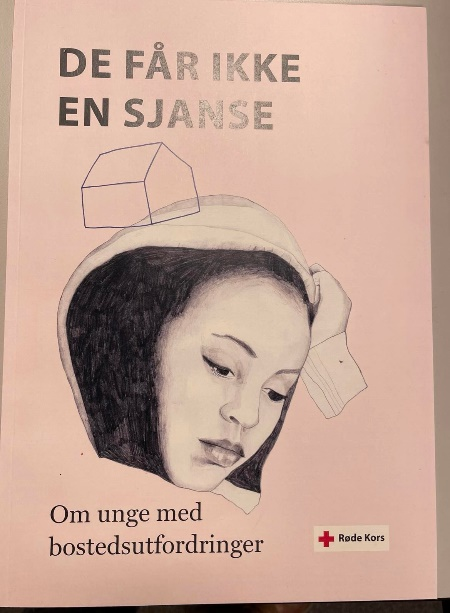 DE FÅR IKKE
EN SJANSE
Om unge med
bostedsutfordringer
Røde Kors